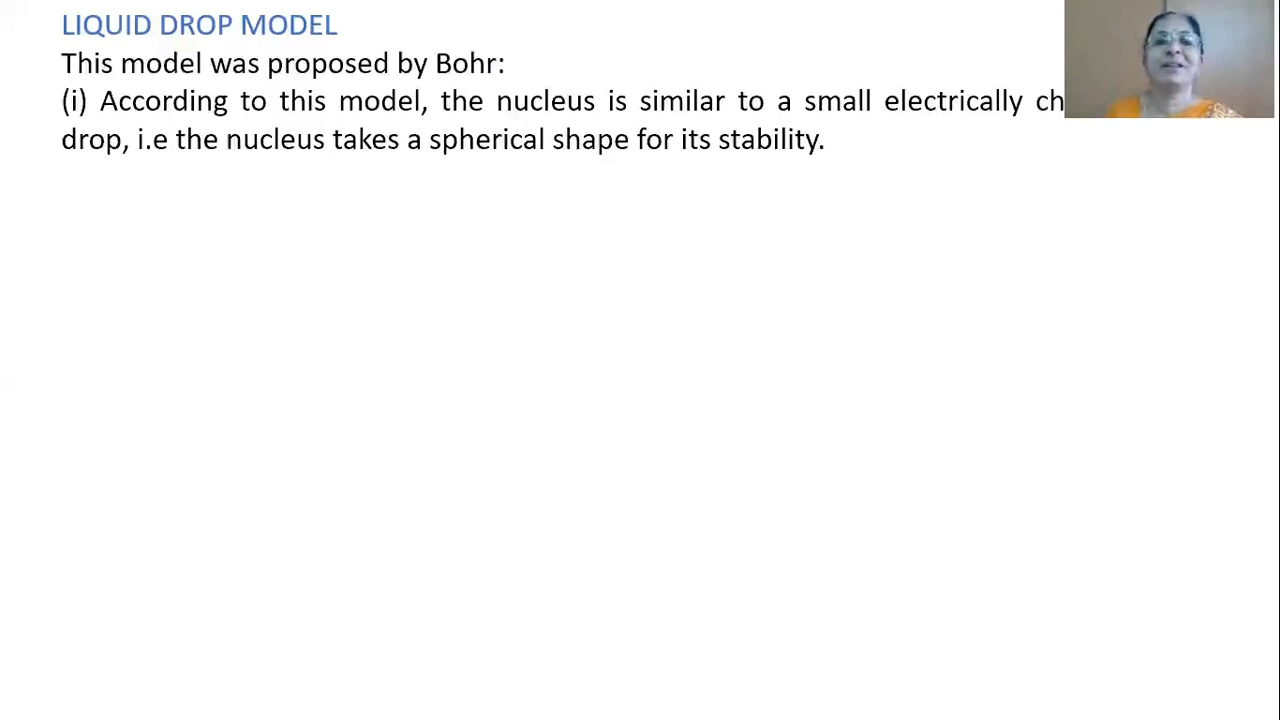 LIQUID DROP MODEL
This model was proposed by Bohr:
(i) According to this model, the nucleus is similar to a small electrically
drop, i.e the nucleus takes a spherical shape for its stability.